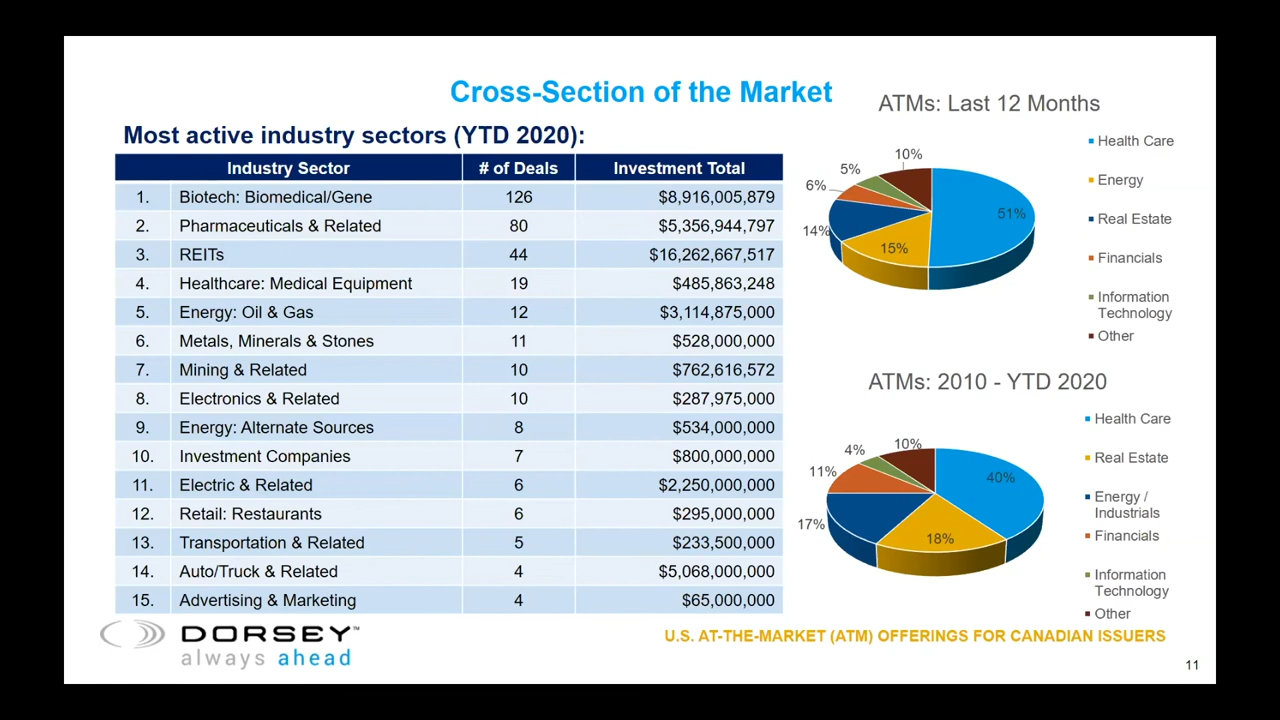 Cross-Section of the Market
Most active industry sectors (YTD 2020):
Industry Sector # of Deals Investment Total
1. Biotech: Biomedical/Gene 126 $8,916,005,879
2. Pharmaceuticals & Related 80 $5,356,944,797
3. REITs 44 $16,262,667,517
4. Healthcare: Medical Equipment 19 $485,863,248
5. Energy: Oil & Gas 12 $3,114,875,000
6. Metals, Minerals & Stones 11 $528,000,000
7. Mining & Related 10 $762,616,572
8. Electronics & Related 10 $287,975,000
9. Energy: Alternate Sources 8 $534,000,000
10. Investment Companies 7 $800,000,000
11. Electric & Related 6 $2,250,000,000
12. Retail: Restaurants 6 $295,000,000
13. Transportation & Related 5 $233,500,000
14. Auto/Truck & Related 4 $5,068,000,000
15. Advertising & Marketing 4 $65,000,000
ATMs: Last 12 Months
10%
5%
6%
14%
15%
51%
Health Care
Energy
Real Estate
Financials
Information
Technology
Other
ATMs: 2010 - YTD 2020
10%
4%
11%
17%
18%
40%
Health Care
Real Estate
Energy /
Industrials
Financials
Information
Technology
Other
DORSEY™
always ahead
U.S. AT-THE-MARKET (ATM) OFFERINGS FOR CANADIAN ISSUERS
11